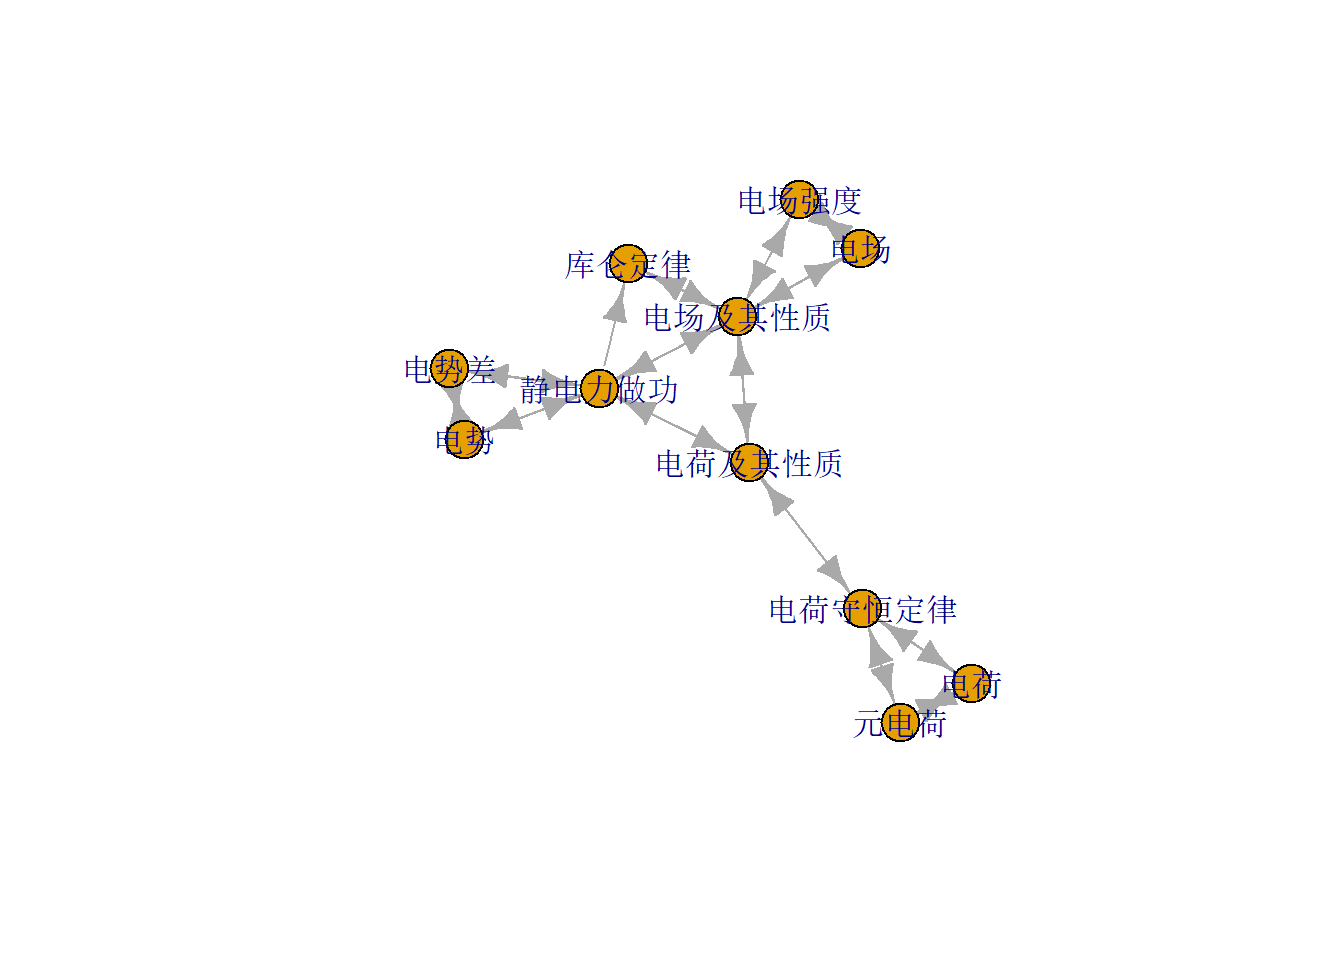 电场强度
电场
库仑定律
电场及其性质
电势差
静电力做功
电势
电荷及其性质
电荷守恒定律
电荷
元电荷